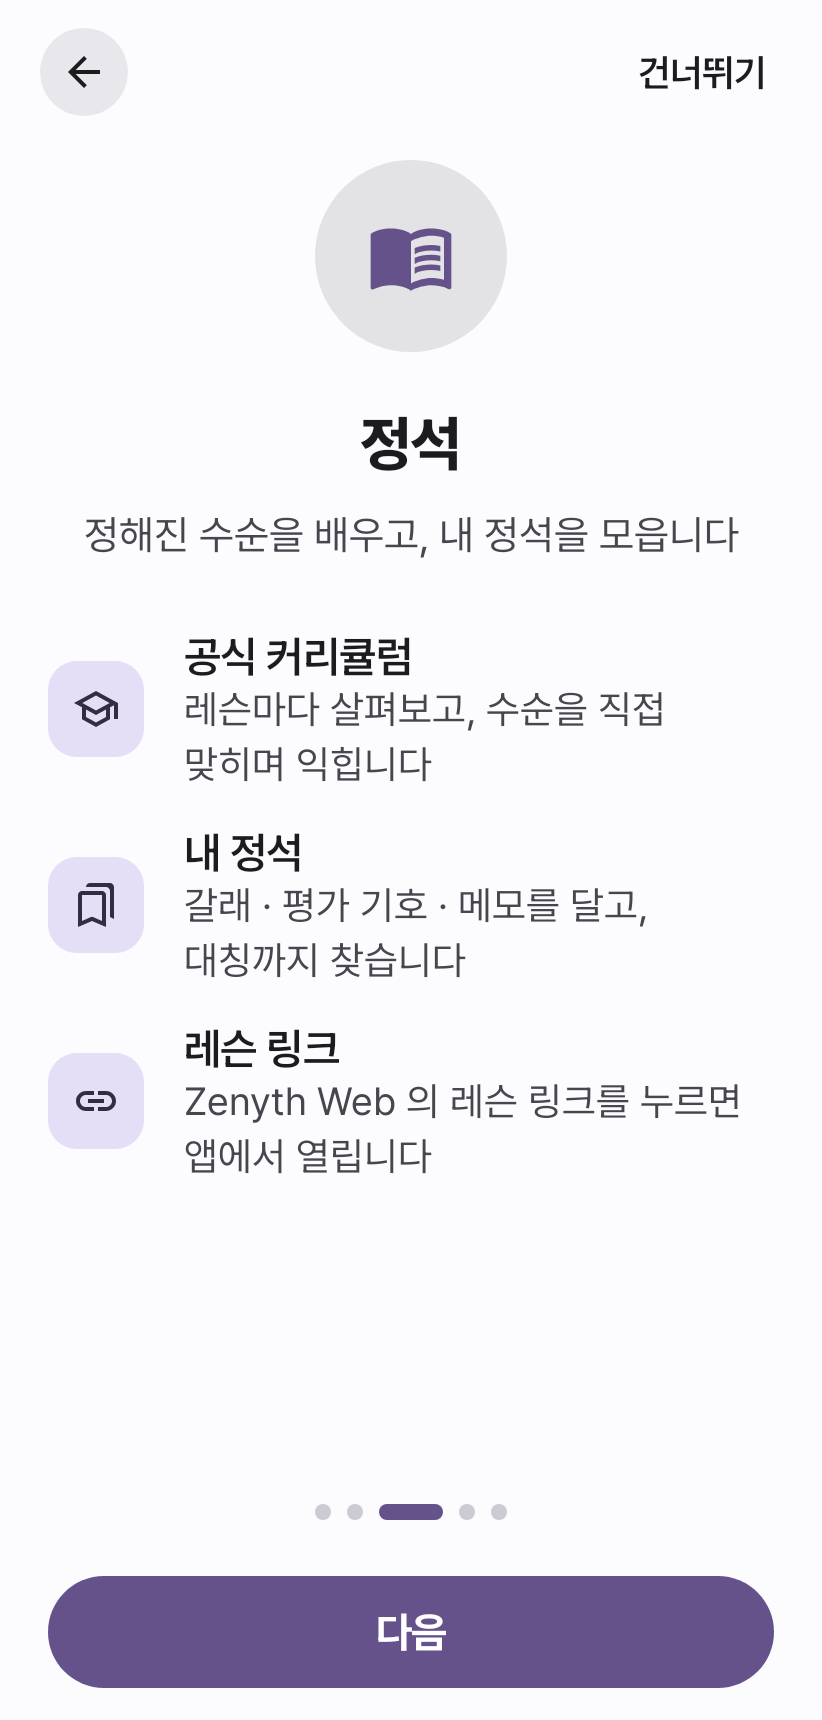 건너뛰기
정석
정해진 수순을 배우고, 내 정석을 모읍니다
공식 커리큘럼
레슨마다 살펴보고, 수순을 직접
맞히며 익힙니다
내 정석
갈래 · 평가 기호 · 메모를 달고,
대칭까지 찾습니다
레슨 링크
Zenyth Web 의 레슨 링크를 누르면
앱에서 열립니다
다음